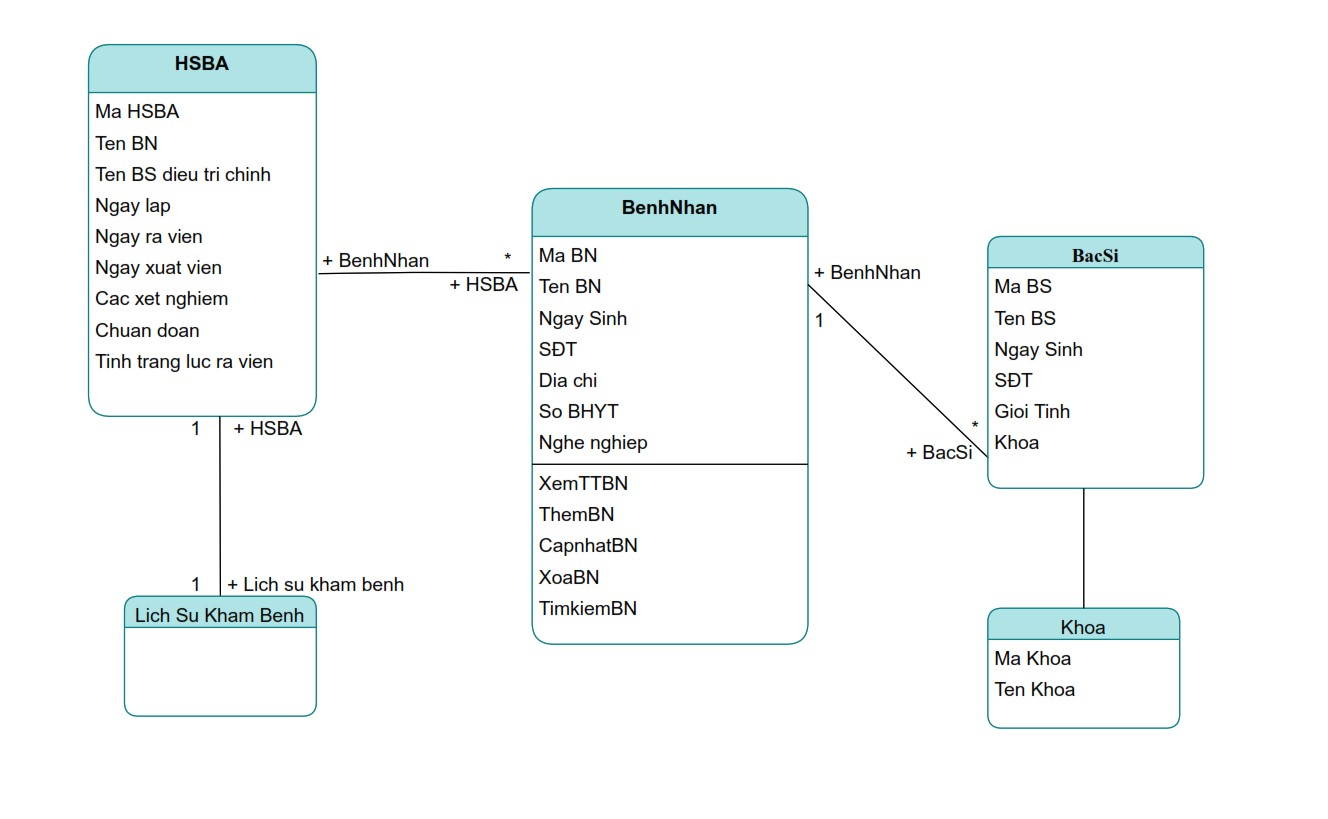 HSBA
Ma HSBA
Ten BN
Ten BS dieu tri chinh
Ngay lap
Ngay ra vien
Ngay xuat vien
Cac xet nghiem
Chuan doan
Tinh trang luc ra vien
+ BenhNhan
*
+ HSBA
1
+ HSBA
1
+ Lich su kham benh
Lich Su Kham Benh
BenhNhan
Ma BN
Ten BN
Ngay Sinh
SĐT
Dia chi
So BHYT
Nghe nghiep
XemTTBN
ThemBN
CapnhatBN
XoaBN
TimkiemBN
+ BenhNhan
1
*
+ BacSi
BacSi
Ma BS
Ten BS
Ngay Sinh
SĐT
Gioi Tinh
Khoa
Khoa
Ma Khoa
Ten Khoa